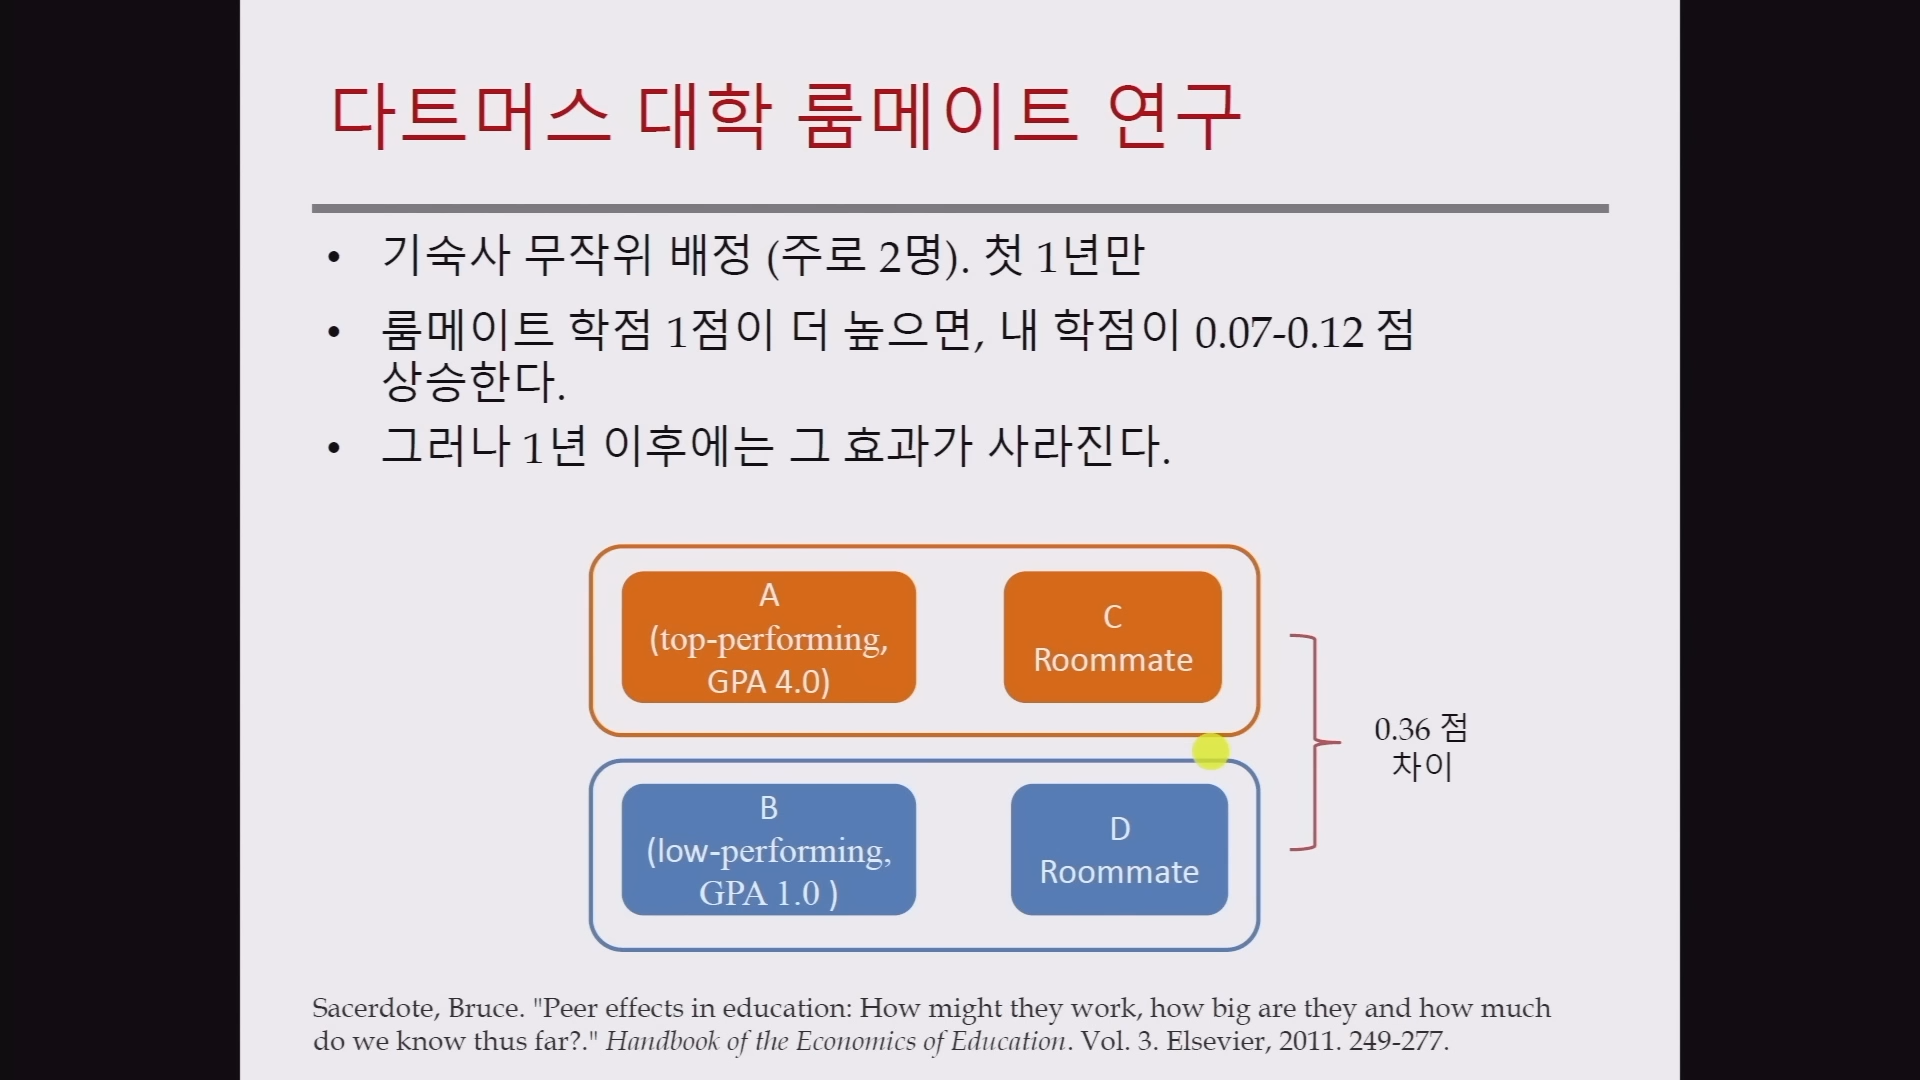 다트머스 대학 룸메이트 연구
• 기숙사 무작위 배정 (주로 2명). 첫 1년만
• 룸메이트 학점 1점이 더 높으면, 내 학점이 0.07-0.12 점
상승한다.
• 그러나 1년 이후에는 그 효과가 사라진다.
A
(top-performing,
GPA 4.0)
C
Roommate
0.36 점
차이
B
(low-performing,
GPA 1.0 )
D
Roommate
Sacerdote, Bruce. "Peer effects in education: How might they work, how big are they and how much
do we know thus far?." Handbook of the Economics of Education. Vol. 3. Elsevier, 2011. 249-277.